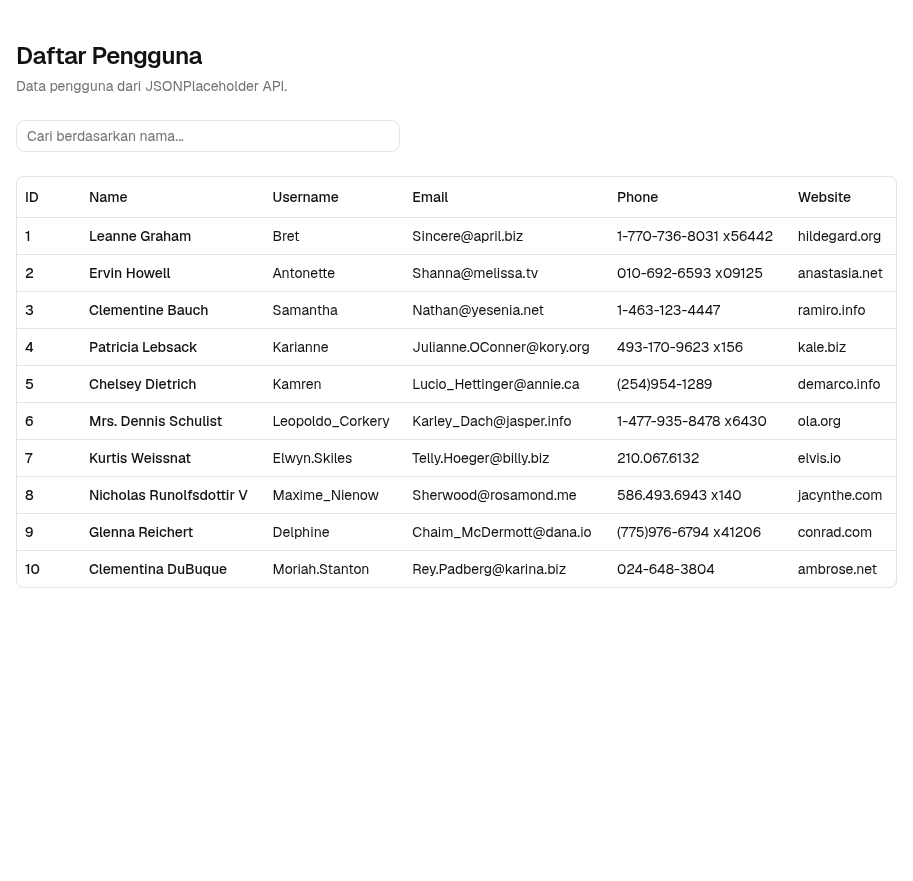 Daftar Pengguna
Data pengguna dari JSONPlaceholder API.
Cari berdasarkan nama...
ID Name Username Email Phone Website
1 Leanne Graham Bret Sincere@april.biz 1-770-736-8031 x56442 hildegard.org
2 Ervin Howell Antonette Shanna@melissa.tv 010-692-6593 x09125 anastasia.net
3 Clementine Bauch Samantha Nathan@yesenia.net 1-463-123-4447 ramiro.info
4 Patricia Lebsack Karianne Julianne.OConner@kory.org 493-170-9623 x156 kale.biz
5 Chelsey Dietrich Kamren Lucio_Hettinger@annie.ca (254)954-1289 demarco.info
6 Mrs. Dennis Schulist Leopoldo_Corkery Karley_Dach@jasper.info 1-477-935-8478 x6430 ola.org
7 Kurtis Weissnat Elwyn.Skiles Telly.Hoeger@billy.biz 210.067.6132 elvis.io
8 Nicholas Runolfsdottir V Maxime_Nienow Sherwood@rosamond.me 586.493.6943 x140 jacynthe.com
9 Glenna Reichert Delphine Chaim_McDermott@dana.io (775)976-6794 x41206 conrad.com
10 Clementina DuBuque Moriah.Stanton Rey.Padberg@karina.biz 024-648-3804 ambrose.net